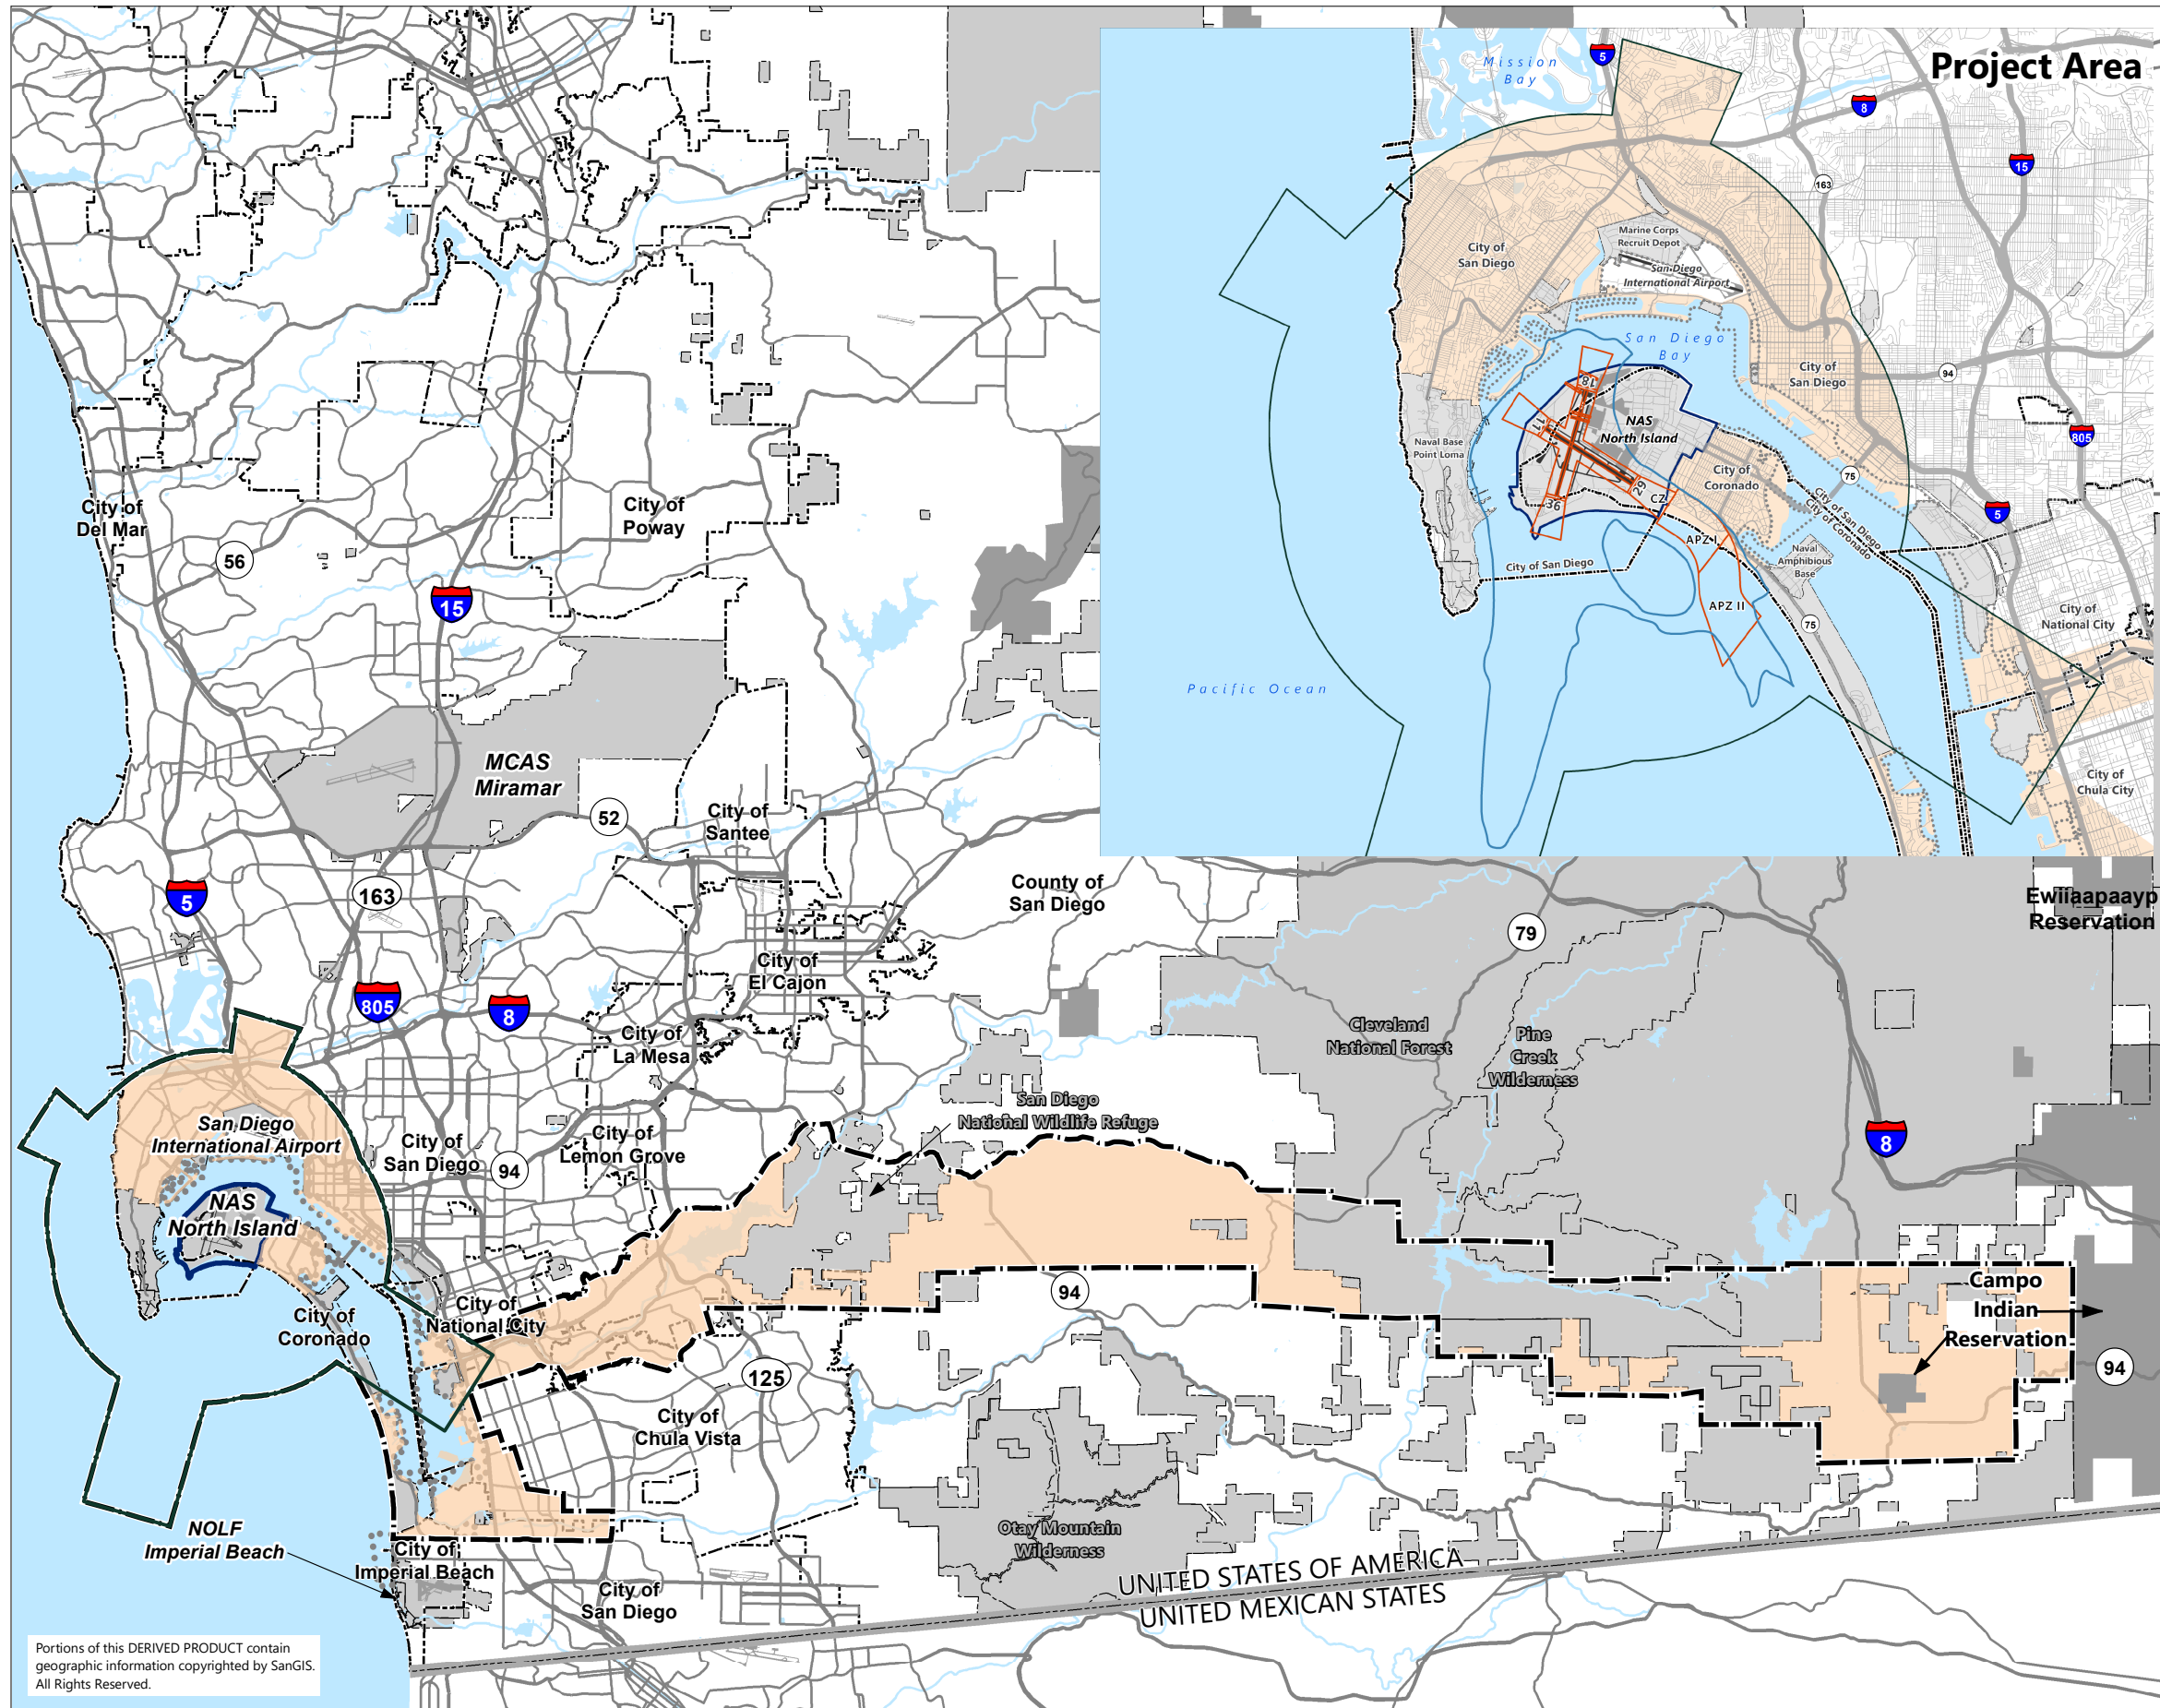 Project Area
Mission
Bay
5
8
15
163
Marine Corps
Recruit Depot
City of
San Diego
San Diego
International Airport
San Diego
Bay
City of
San Diego
94
805
18
11
NAS
North Island
Naval Base
Point Loma
29
36
CZ
City of
Coronado
75
City of San Diego
City of Coronado
5
APZ I
City of San Diego
Naval
Amphibious
Base
APZ II
75
City of
National City
Pacific Ocean
City of
Chula City
City of
Del Mar
56
City of
Poway
15
MCAS
Miramar
52
City of
Santee
5
163
County of
San Diego
Ewiiaapaayp
Reservation
79
City of
El Cajon
805
8
City of
La Mesa
Cleveland
National Forest
Pine
Creek
Wilderness
San Diego
National Wildlife Refuge
San Diego
International Airport
City of
San Diego
94
City of
Lemon Grove
8
NAS
North Island
City of
Coronado
City of
National City
94
Campo
Indian
Reservation
94
125
City of
Chula Vista
NOLF
Imperial Beach
City of
Imperial Beach
Otay Mountain
Wilderness
City of
San Diego
UNITED STATES OF AMERICA
UNITED MEXICAN STATES
Portions of this DERIVED PRODUCT contain
geographic information copyrighted by SanGIS.
All Rights Reserved.